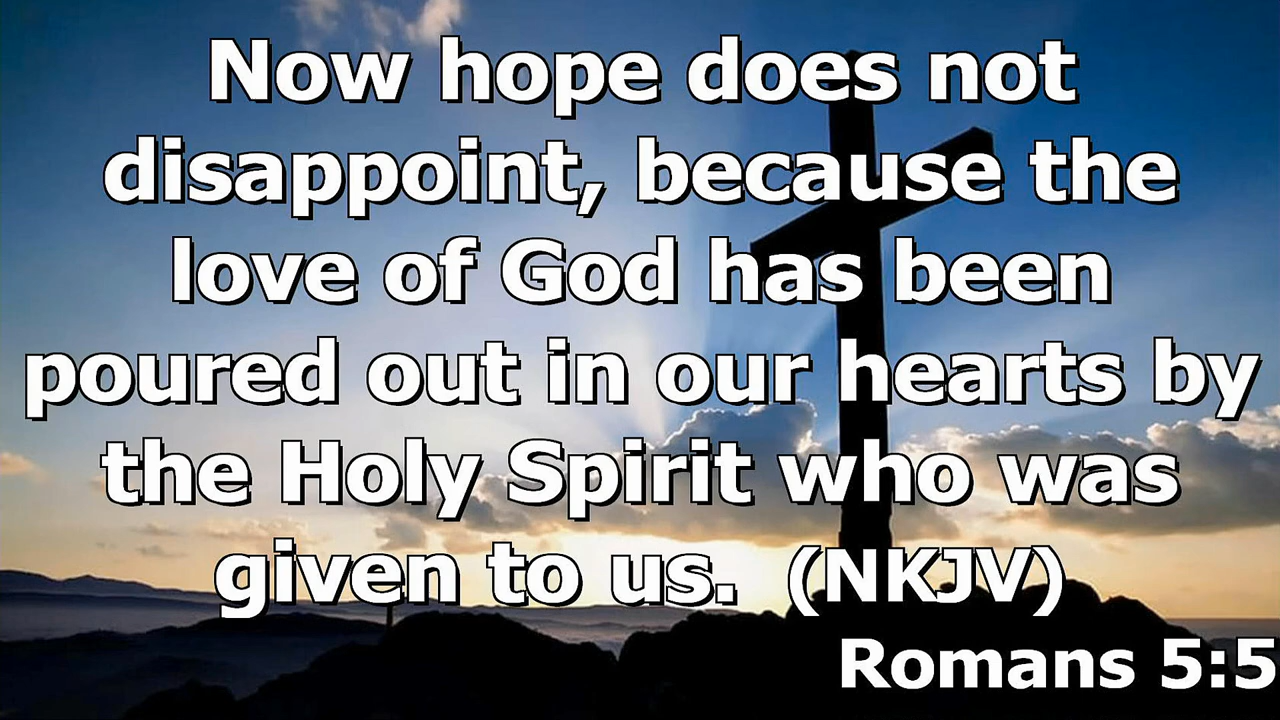 Now hope does not
disappoint, because the
love of God has been
poured out in our hearts by
the Holy Spirit who was
given to us.  (NKJV)
Romans 5:5